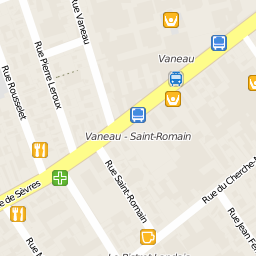 Rue Vaneau
Vaneau
Rue Pierre Leroux
Rue Rousselet
Vaneau - Saint-Romain
Rue Saint-Romain
Rue du Cherche-M
e de Sèvres
Rue Jean Fe